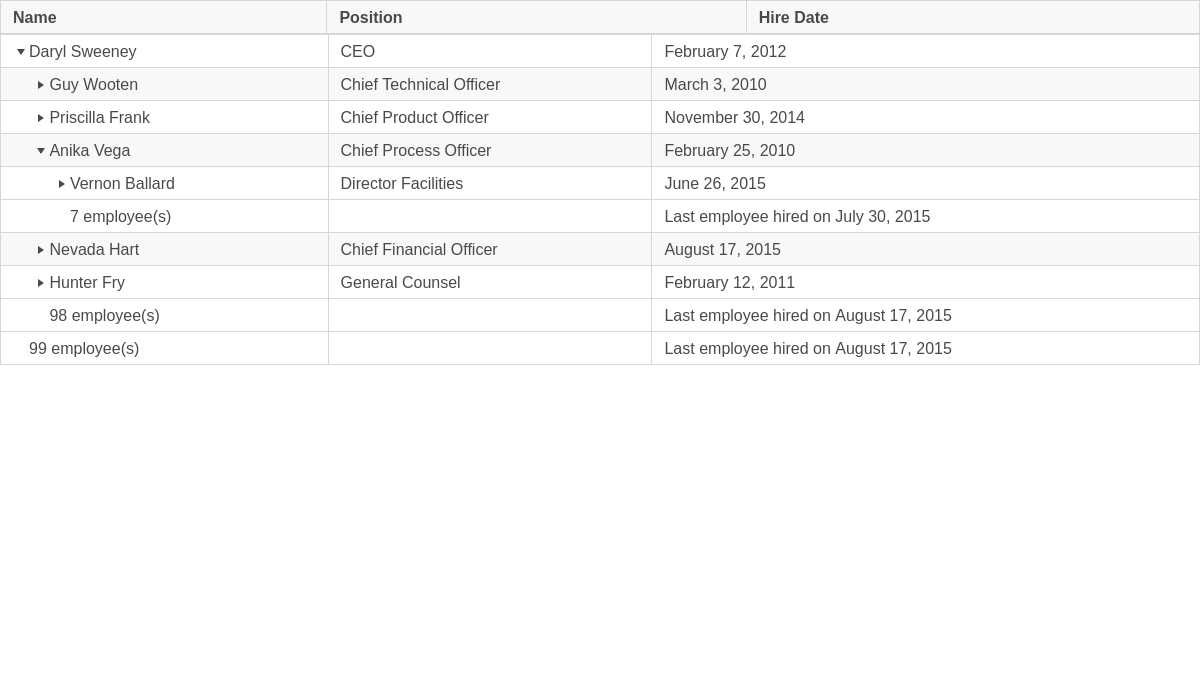 Name Position Hire Date
Daryl Sweeney CEO February 7, 2012
Guy Wooten Chief Technical Officer March 3, 2010
Priscilla Frank Chief Product Officer November 30, 2014
Anika Vega Chief Process Officer February 25, 2010
Vernon Ballard Director Facilities June 26, 2015
7 employee(s) Last employee hired on July 30, 2015
Nevada Hart Chief Financial Officer August 17, 2015
Hunter Fry General Counsel February 12, 2011
98 employee(s) Last employee hired on August 17, 2015
99 employee(s) Last employee hired on August 17, 2015